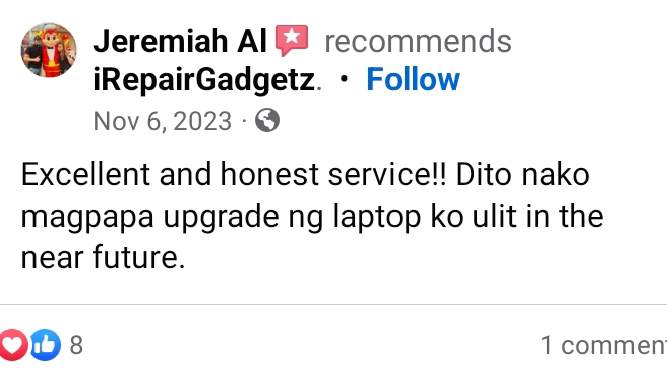 Jeremiah Al recommends
iRepairGadgetz. · Follow
Nov 6, 2023 ·
Excellent and honest service!! Dito nako
magpapa upgrade ng laptop ko ulit in the
near future.
8 1 commen